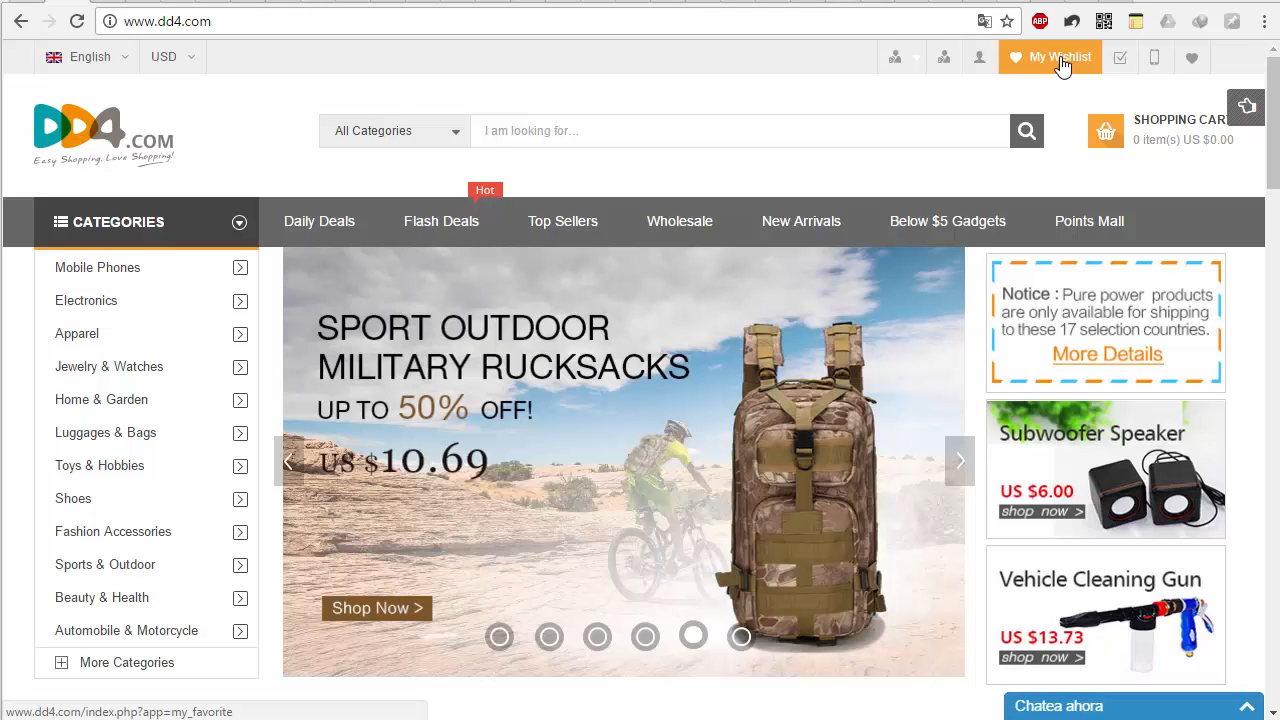 www.dd4.com
ABP
English
USD
My Wishlist
DD4.COM
Easy Shopping, Love Shopping!
All Categories
I am looking for...
SHOPPING CART
0 item(s) US $0.00
Hot
CATEGORIES
Daily Deals
Flash Deals
Top Sellers
Wholesale
New Arrivals
Below $5 Gadgets
Points Mall
Mobile Phones
Electronics
Apparel
Jewelry & Watches
Home & Garden
Luggages & Bags
Toys & Hobbies
Shoes
Fashion Accessories
Sports & Outdoor
Beauty & Health
Automobile & Motorcycle
More Categories
SPORT OUTDOOR
MILITARY RUCKSACKS
UP TO 50% OFF!
US $10.69
Shop Now >
Notice : Pure power products
are only available for shipping
to these 17 selection countries.
More Details
Subwoofer Speaker
US $6.00
shop now >
Vehicle Cleaning Gun
US $13.73
shop now >
Chatea ahora
www.dd4.com/index.php?app=my_favorite